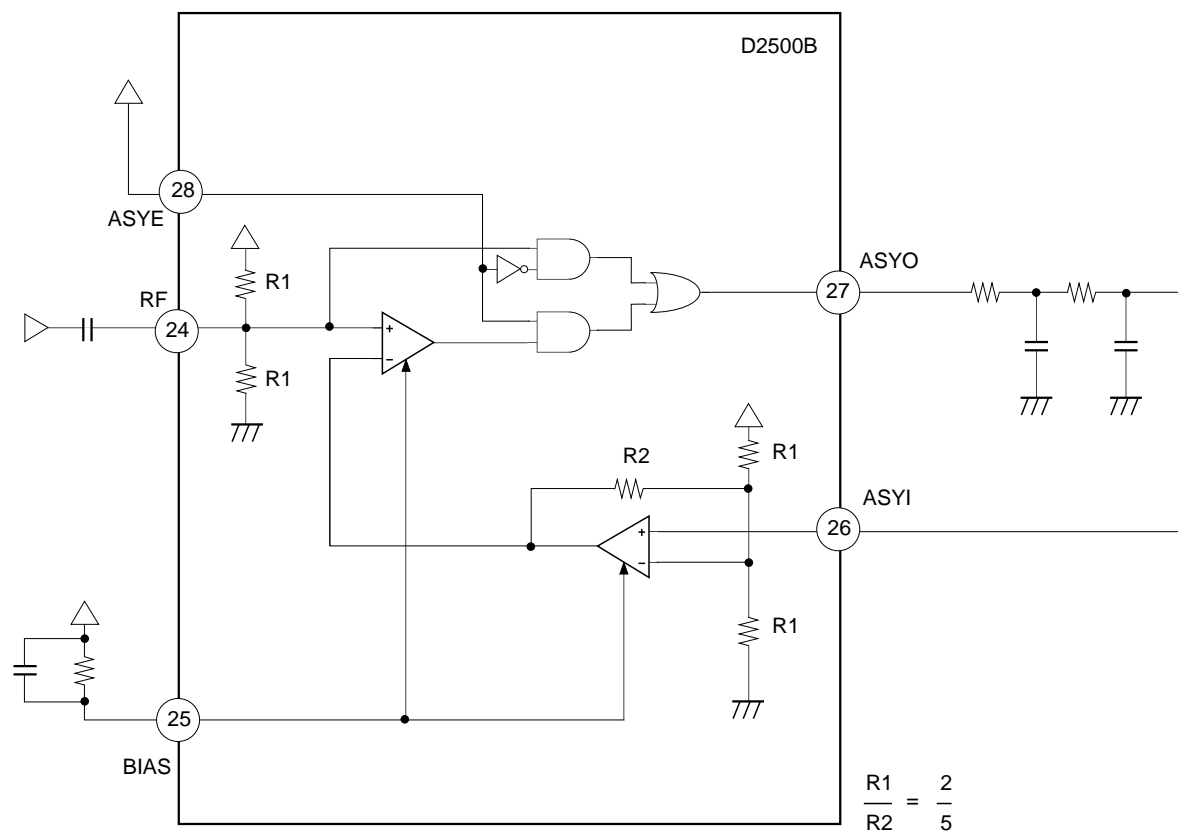 D2500B
28
ASYE
R1
RF
24
R1
+
−
ASYO
27
R2
R1
ASYI
26
+
−
R1
25
BIAS
R1
R2
=
2
5